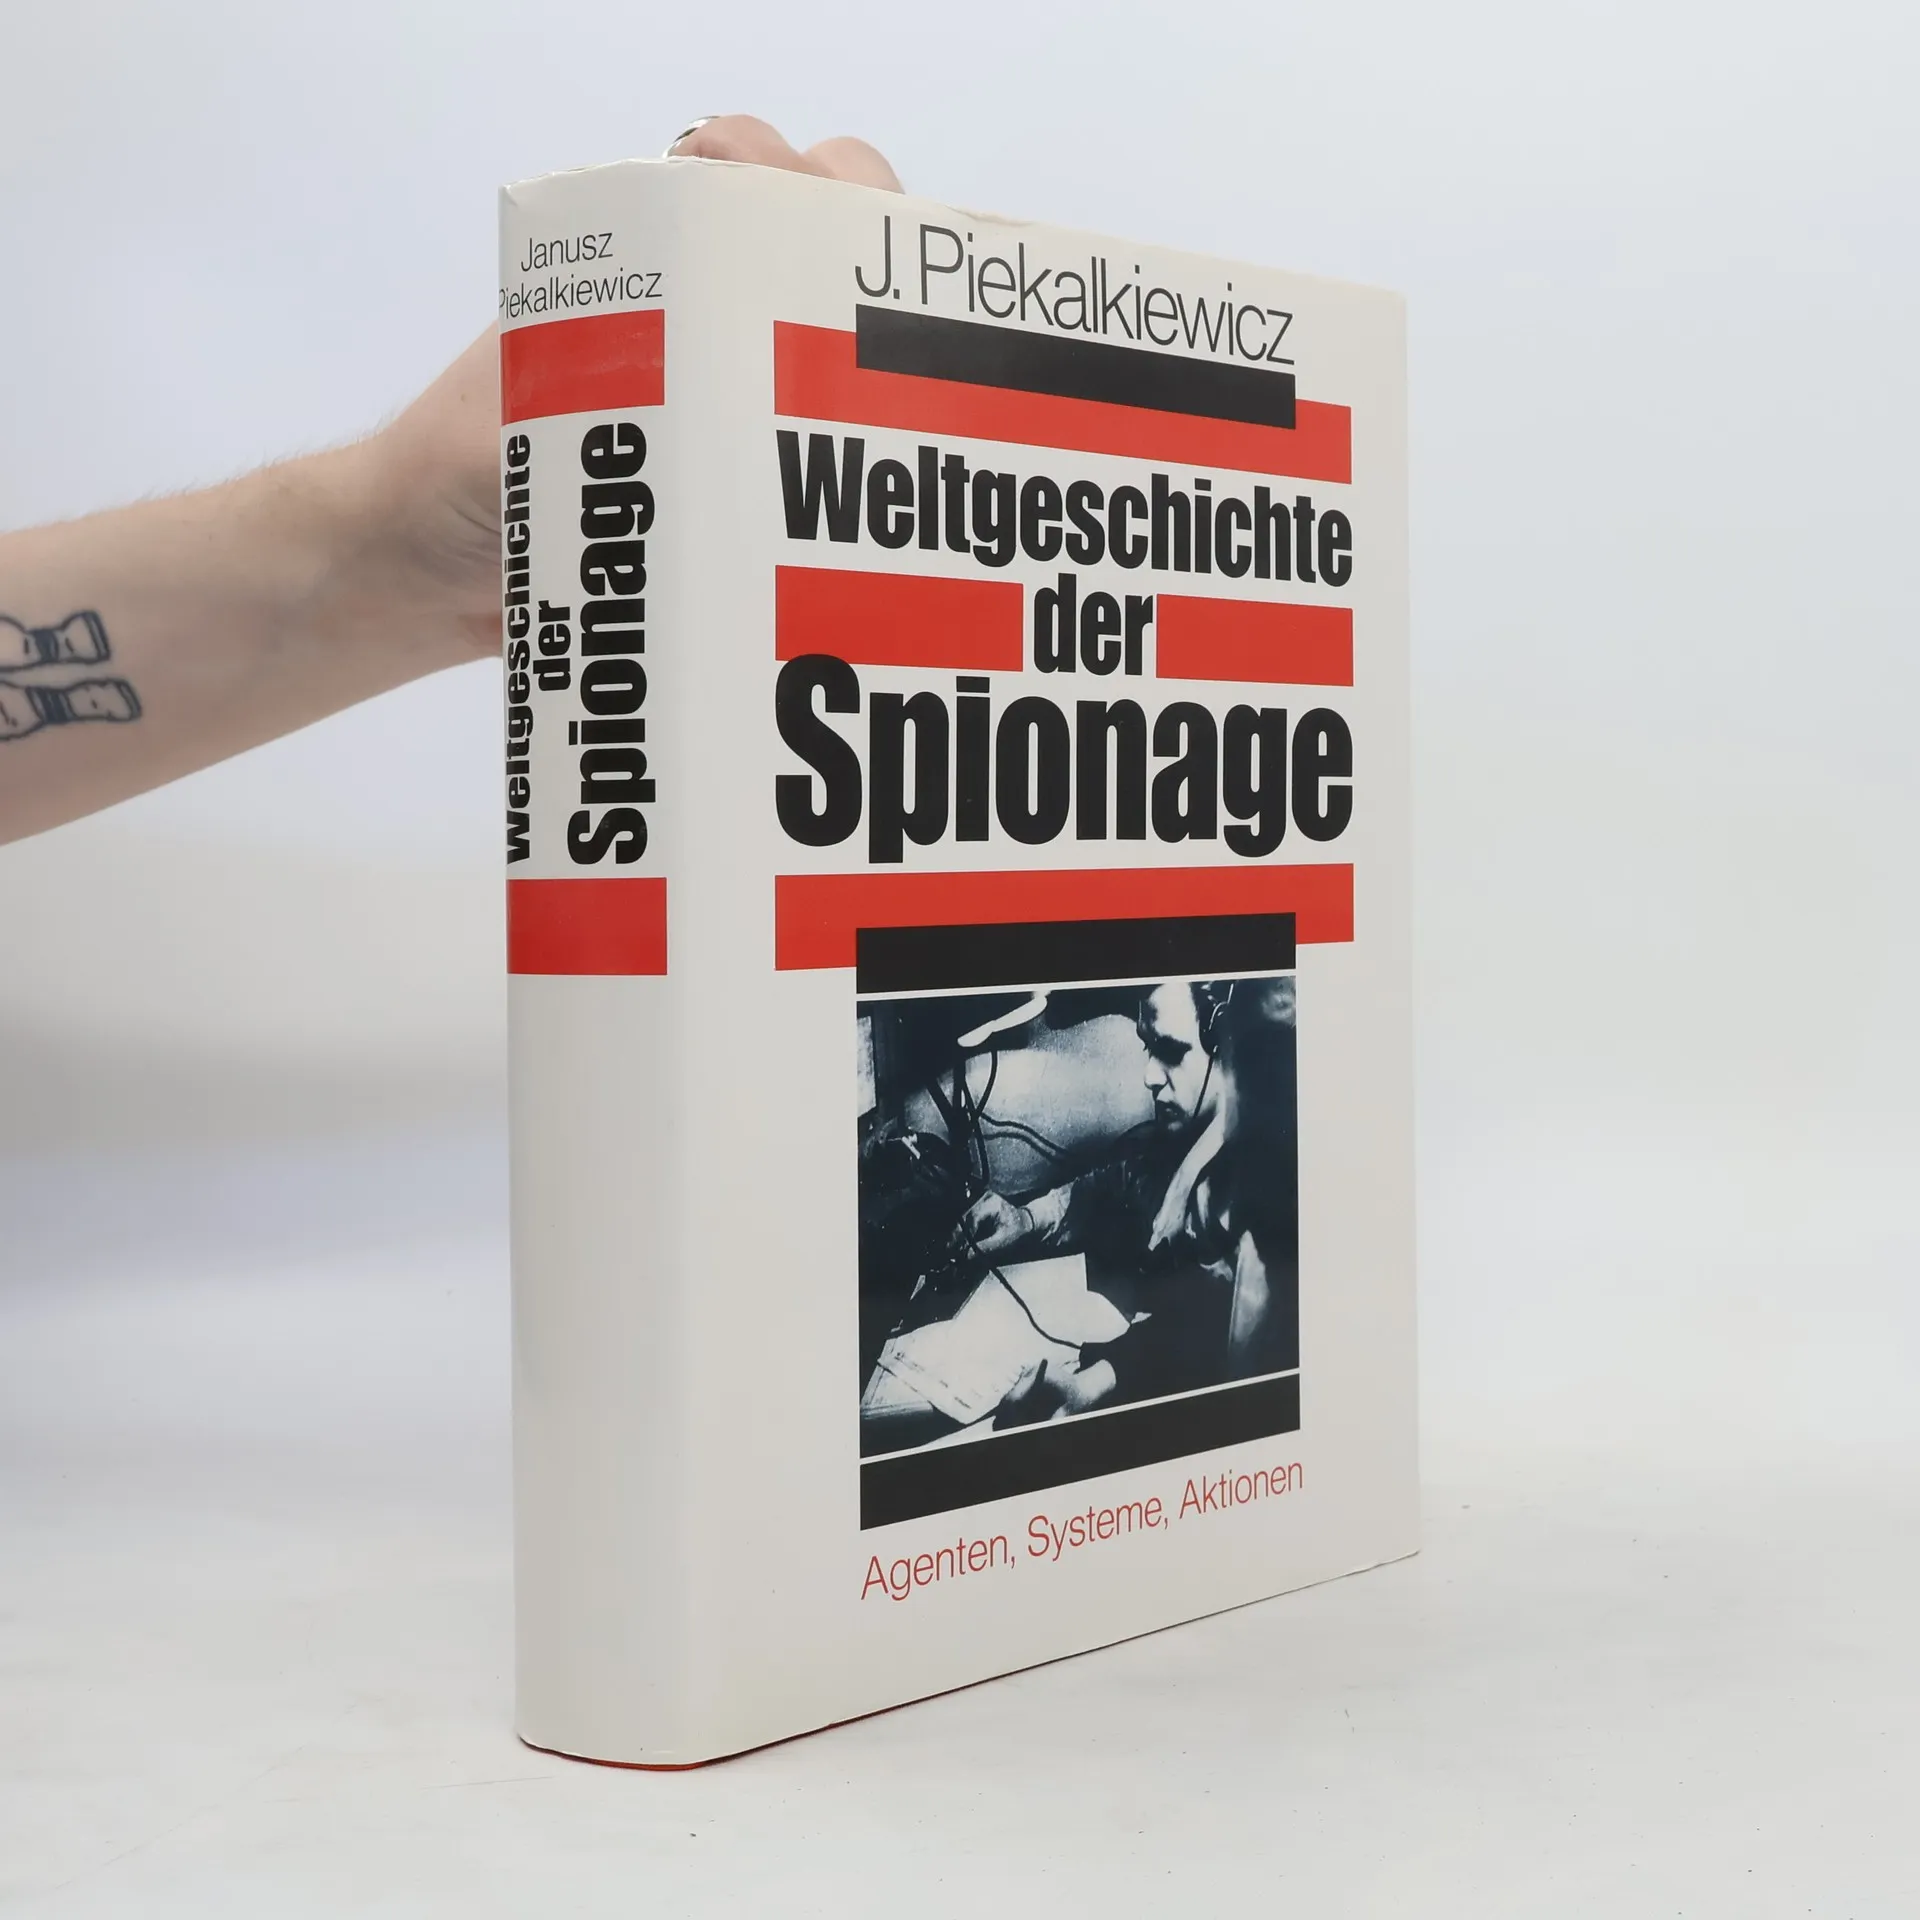 Janusz
Piekalkiewicz
Weltgeschichte
der
Spionage
J. Piekalkiewicz
Weltgeschichte
der
Spionage
Agenten, Systeme, Aktionen